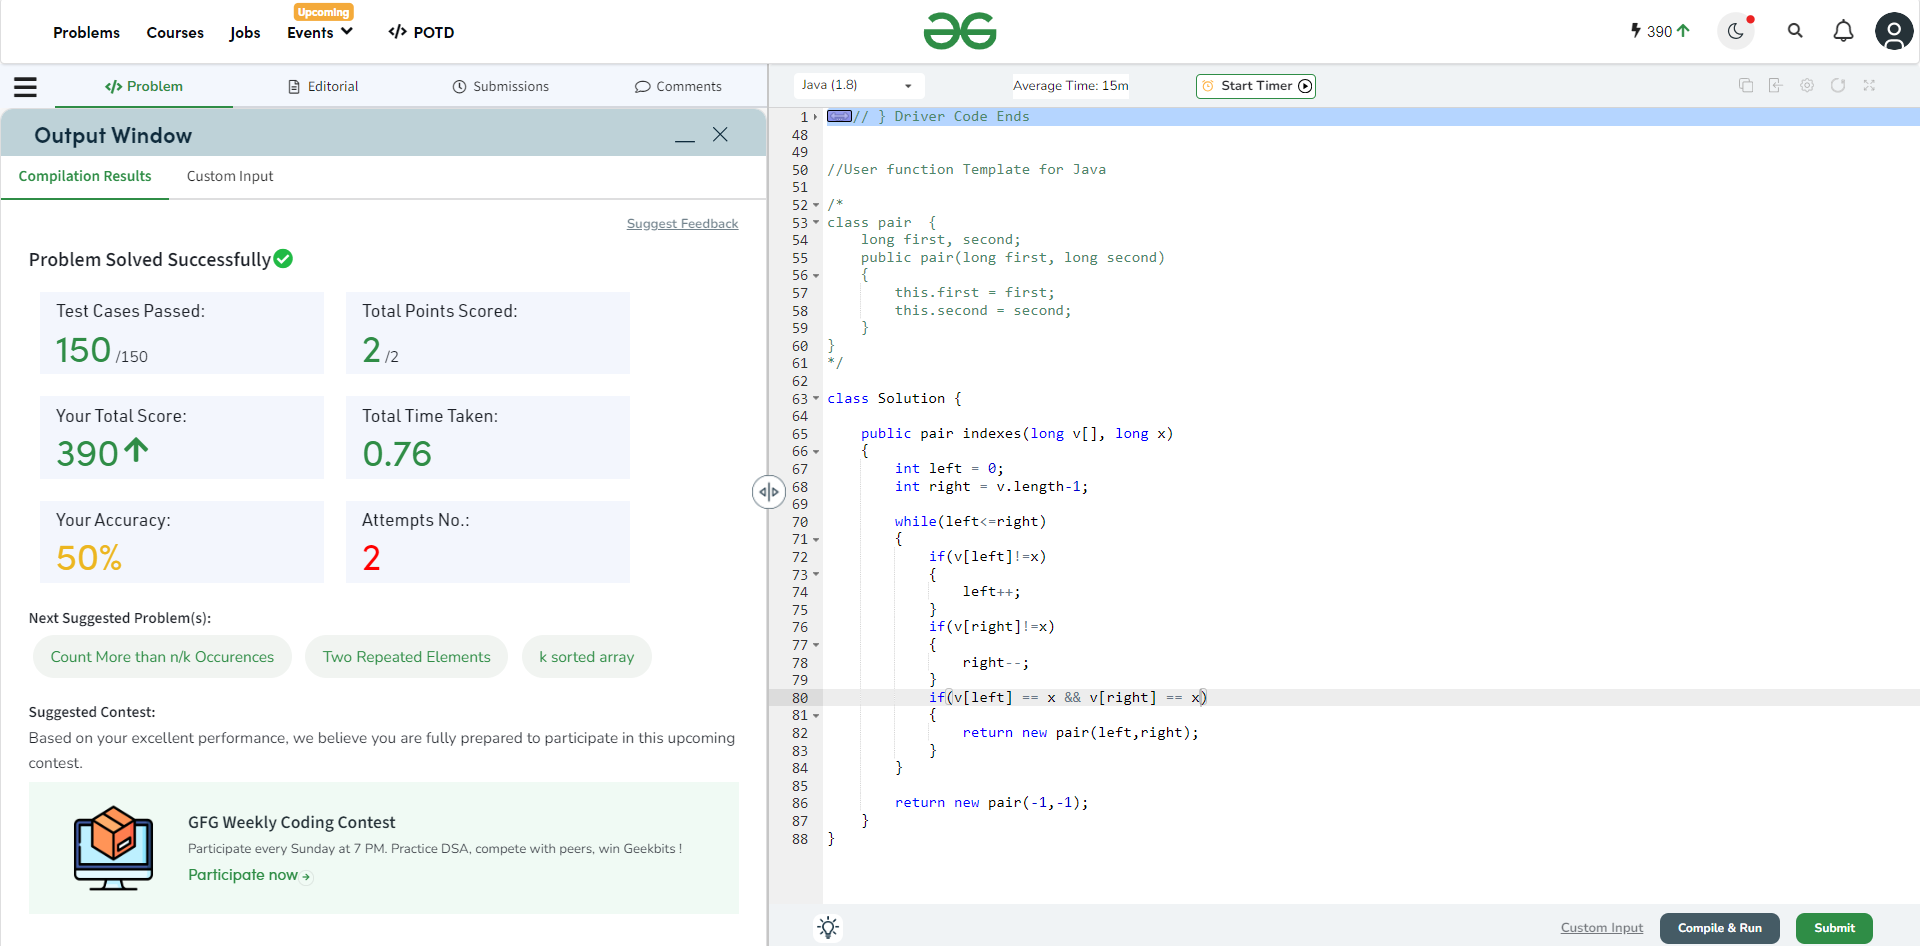 Problems
Courses
Jobs
Upcoming
Events
</> POTD
390
</> Problem
Editorial
Submissions
Comments
Output Window
Compilation Results
Custom Input
Suggest Feedback
Problem Solved Successfully
Test Cases Passed:
150 /150
Total Points Scored:
2 /2
Your Total Score:
390
Total Time Taken:
0.76
Your Accuracy:
50%
Attempts No.:
2
Next Suggested Problem(s):
Count More than n/k Occurences
Two Repeated Elements
k sorted array
Suggested Contest:
Based on your excellent performance, we believe you are fully prepared to participate in this upcoming
contest.
GFG Weekly Coding Contest
Participate every Sunday at 7 PM. Practice DSA, compete with peers, win Geekbits !
Participate now
Java (1.8)
Average Time: 15m
Start Timer
1 // } Driver Code Ends
48
49
50 //User function Template for Java
51
52 /*
53 class pair  {
54     long first, second;
55     public pair(long first, long second)
56     {
57         this.first = first;
58         this.second = second;
59     }
60 }
61 */
62
63 class Solution {
64
65     public pair indexes(long v[], long x)
66     {
67         int left = 0;
68         int right = v.length-1;
69
70         while(left<=right)
71         {
72             if(v[left]!=x)
73             {
74                 left++;
75             }
76             if(v[right]!=x)
77             {
78                 right--;
79             }
80             if(v[left] == x && v[right] == x)
81             {
82                 return new pair(left,right);
83             }
84         }
85
86         return new pair(-1,-1);
87     }
88 }
Custom Input
Compile & Run
Submit